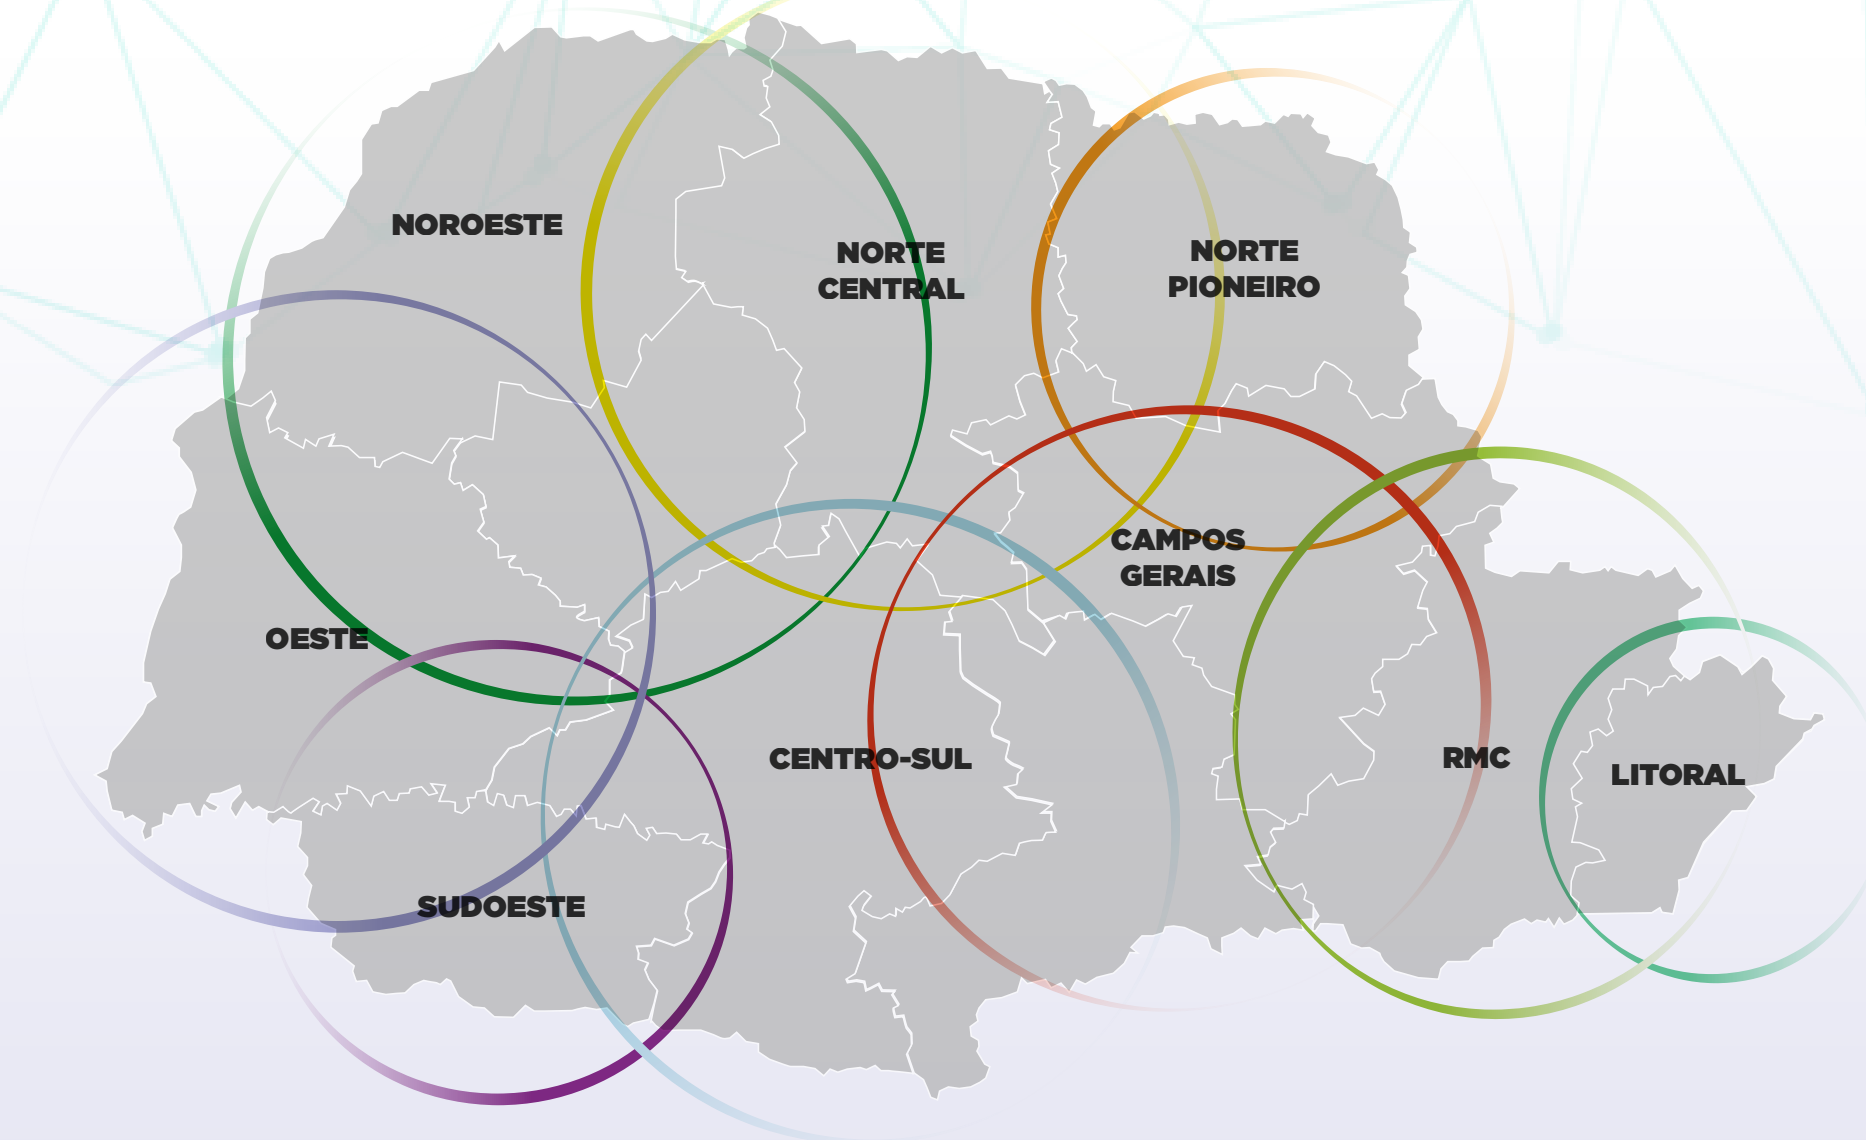 NOROESTE
NORTE
CENTRAL
NORTE
PIONEIRO
CAMPOS
GERAIS
OESTE
CENTRO-SUL
RMC
LITORAL
SUDOESTE